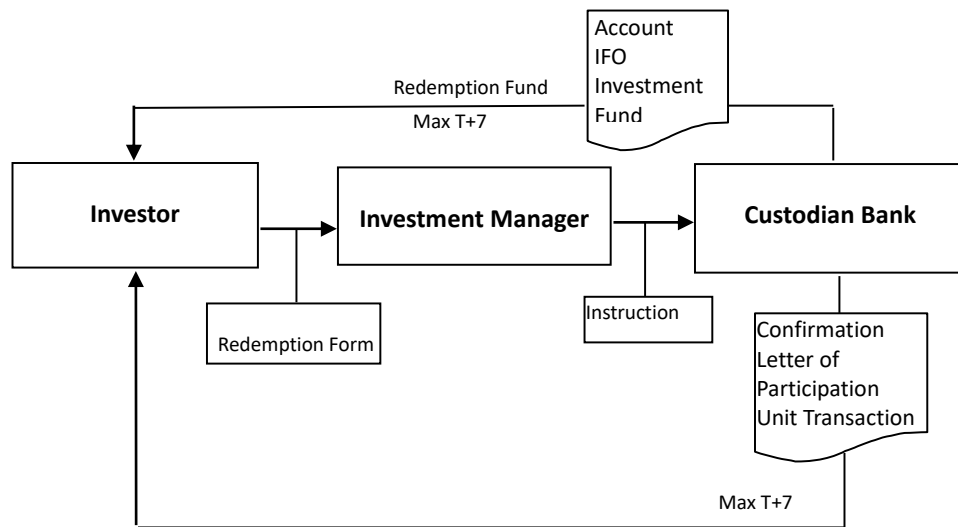 Account
IFO
Investment
Fund
Redemption Fund
Max T+7
Investor
Investment Manager
Custodian Bank
Redemption Form
Instruction
Confirmation
Letter of
Participation
Unit Transaction
Max T+7